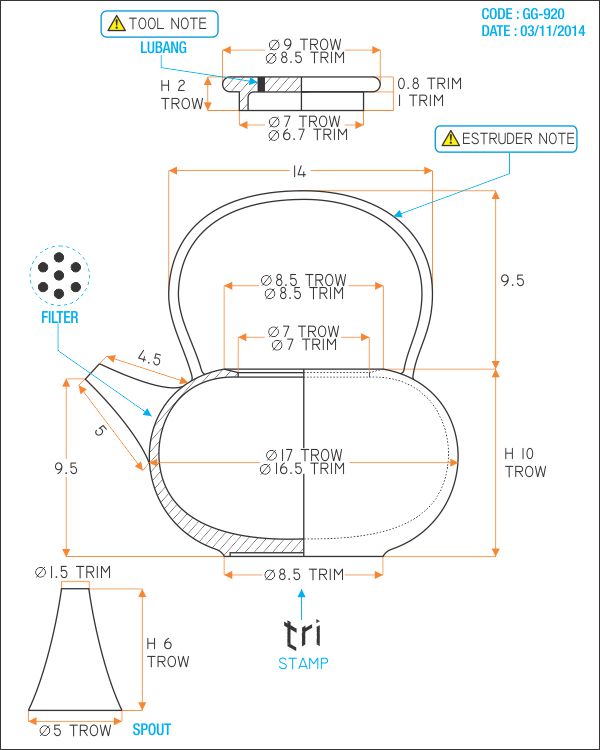 CODE : GG-920
DATE : 03/11/2014
TOOL NOTE
LUBANG
Ø9 TROW
Ø8.5 TRIM
H 2
TROW
0.8 TRIM
1 TRIM
Ø7 TROW
Ø6.7 TRIM
ESTRUDER NOTE
14
9.5
FILTER
Ø8.5 TROW
Ø8.5 TRIM
Ø7 TROW
Ø7 TRIM
4.5
5
9.5
Ø17 TROW
Ø16.5 TRIM
H 10
TROW
Ø8.5 TRIM
Ø1.5 TRIM
H 6
TROW
tri
STAMP
Ø5 TROW
SPOUT